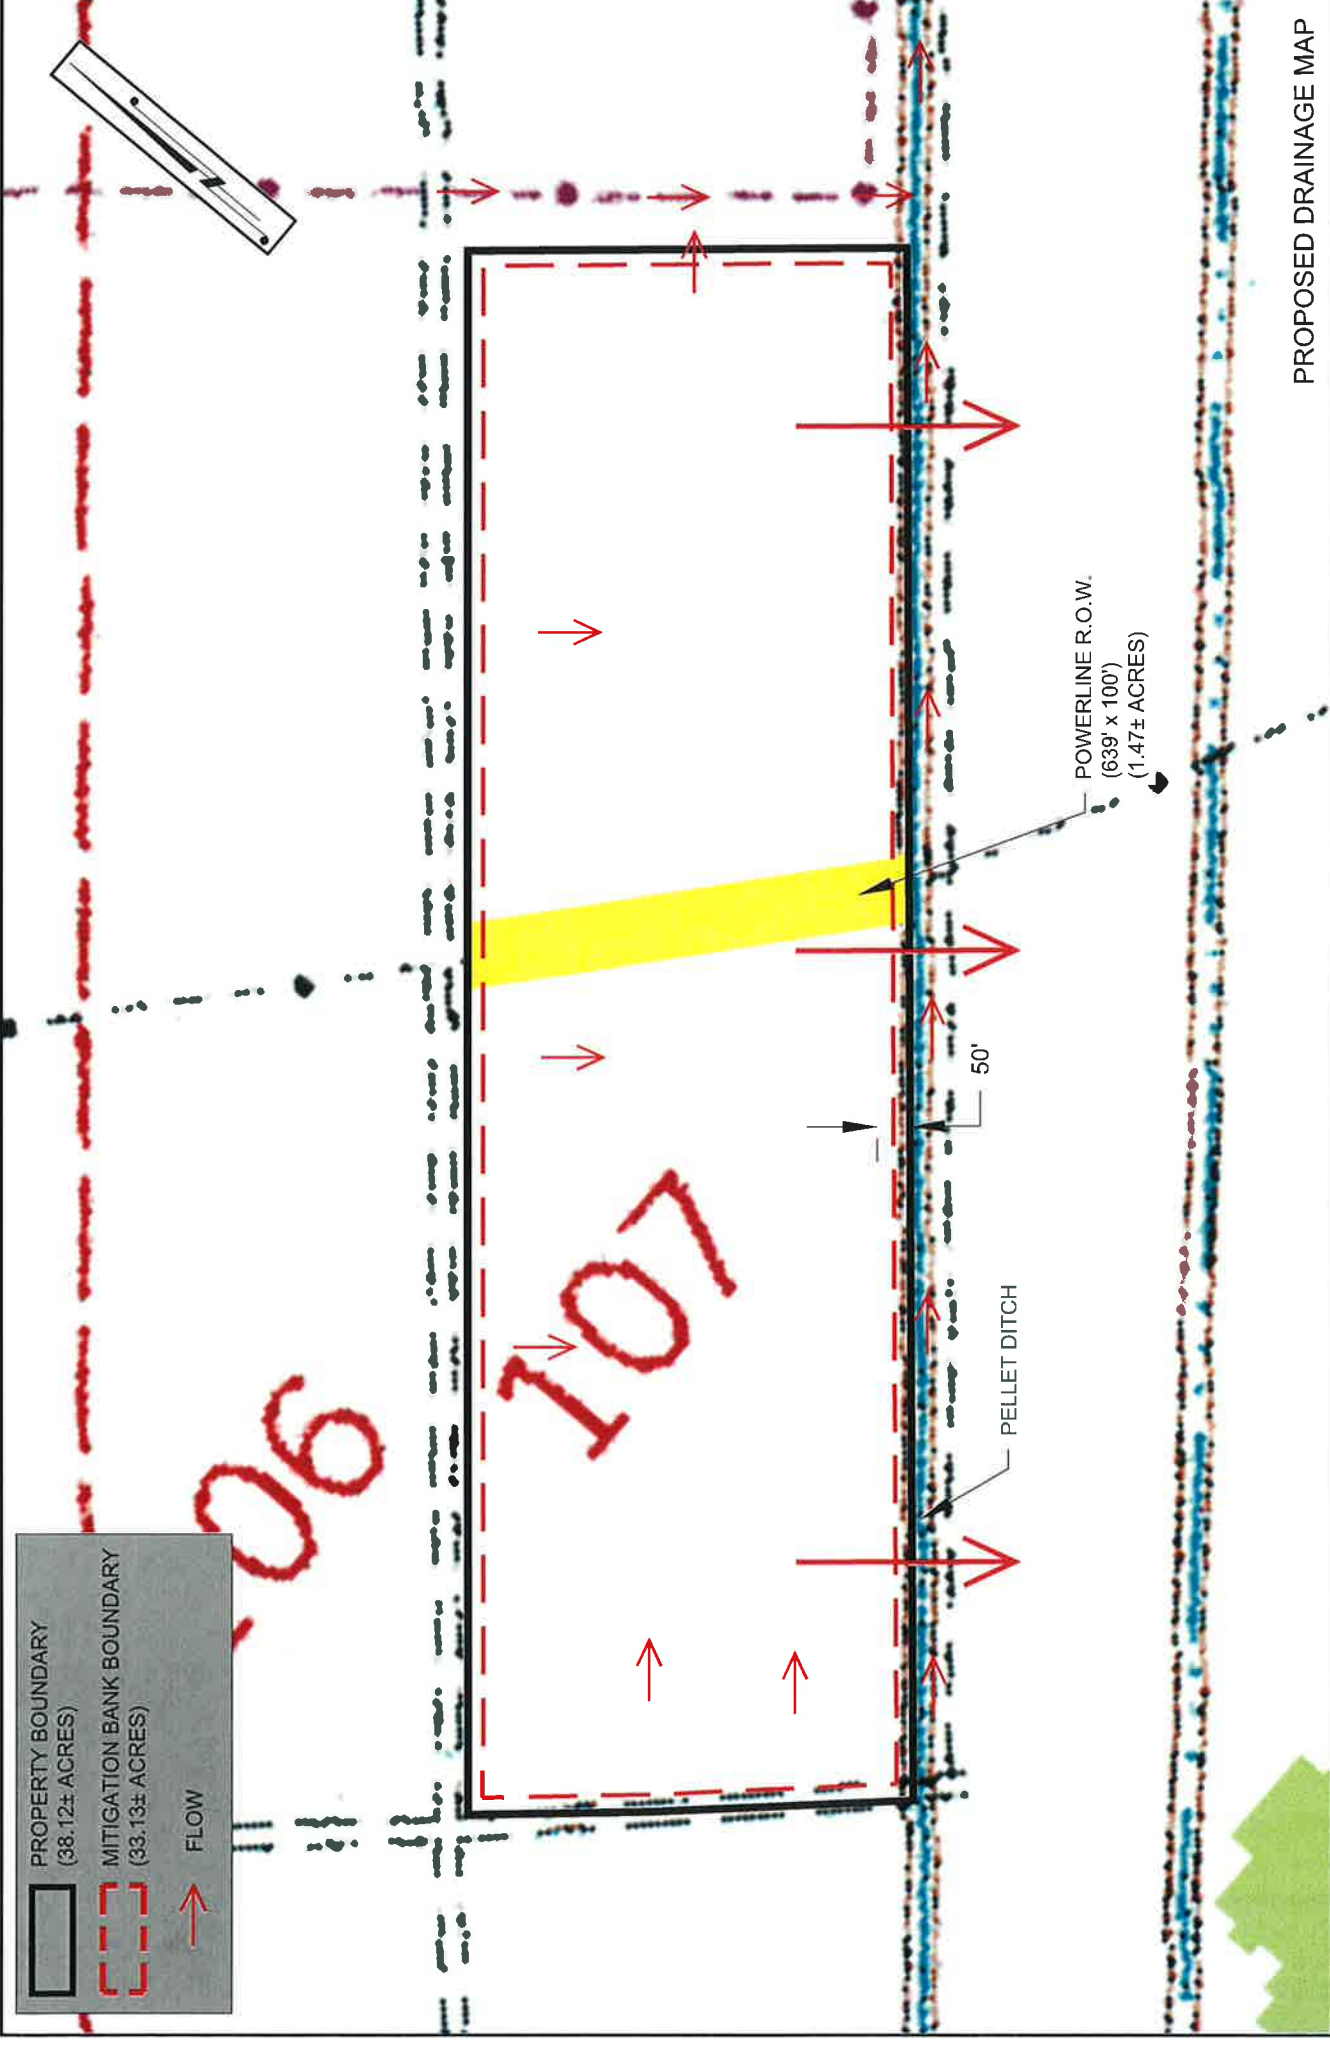 PROPERTY BOUNDARY
(38.12± ACRES)
MITIGATION BANK BOUNDARY
(33.13± ACRES)
FLOW
06
107
PELLET DITCH
50'
POWERLINE R.O.W.
(639' x 100')
(1.47± ACRES)
PROPOSED DRAINAGE MAP